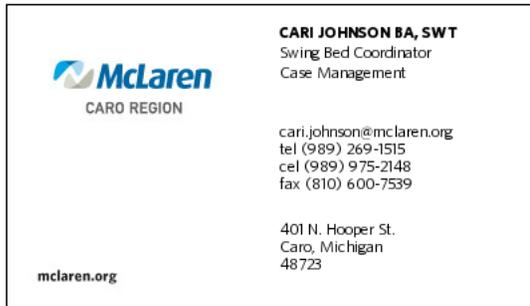 McLaren
CARO REGION
mclaren.org
CARI JOHNSON BA, SWT
Swing Bed Coordinator
Case Management
cari.johnson@mclaren.org
tel (989) 269-1515
cel (989) 975-2148
fax (810) 600-7539
401 N. Hooper St.
Caro, Michigan
48723